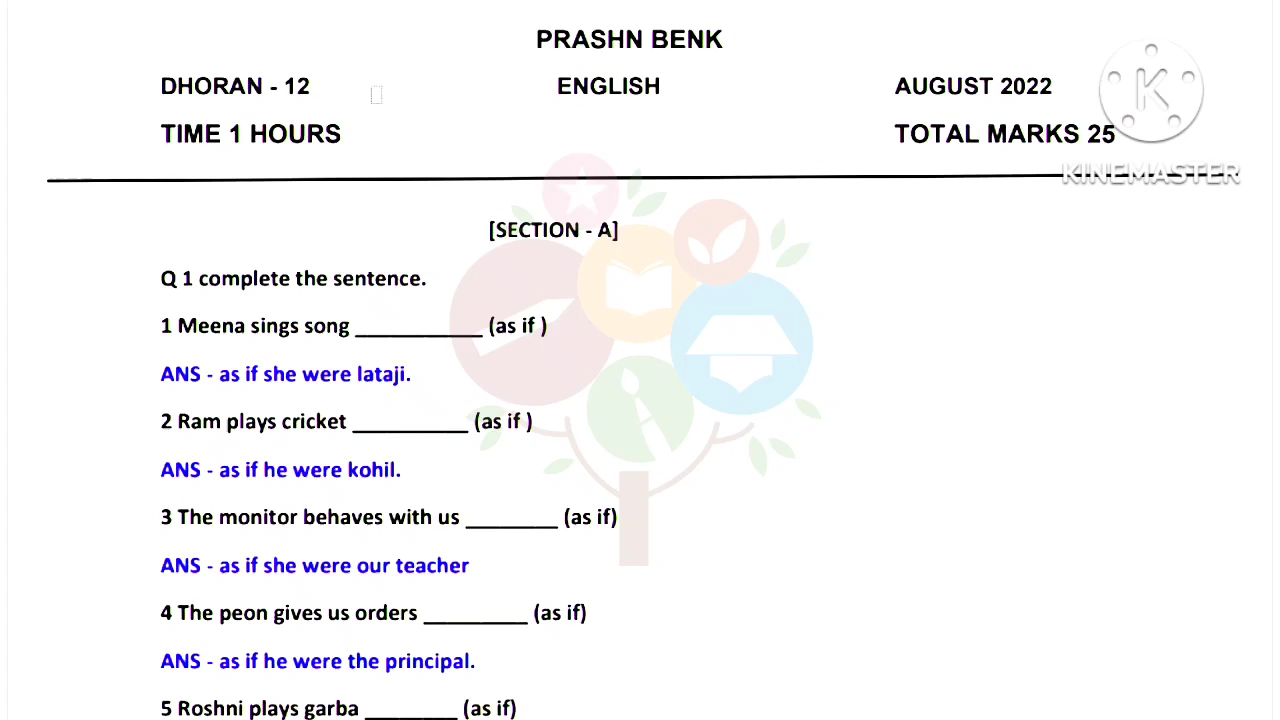 PRASHN BENK
DHORAN - 12 ENGLISH AUGUST 2022
TIME 1 HOURS TOTAL MARKS 25
K
KINEMASTER
[SECTION - A]
Q 1 complete the sentence.
1 Meena sings song ___________ (as if )
ANS - as if she were lataji.
2 Ram plays cricket __________ (as if )
ANS - as if he were kohil.
3 The monitor behaves with us ________ (as if)
ANS - as if she were our teacher
4 The peon gives us orders _________ (as if)
ANS - as if he were the principal.
5 Roshni plays garba ________ (as if)